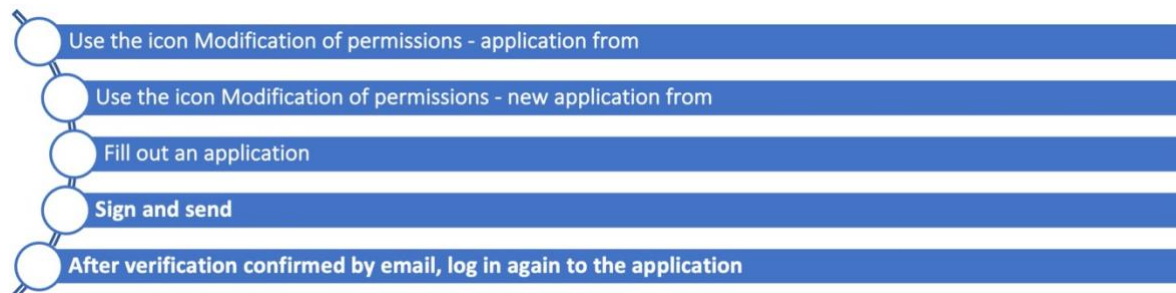 Use the icon Modification of permissions - application from
Use the icon Modification of permissions - new application from
Fill out an application
Sign and send
After verification confirmed by email, log in again to the application